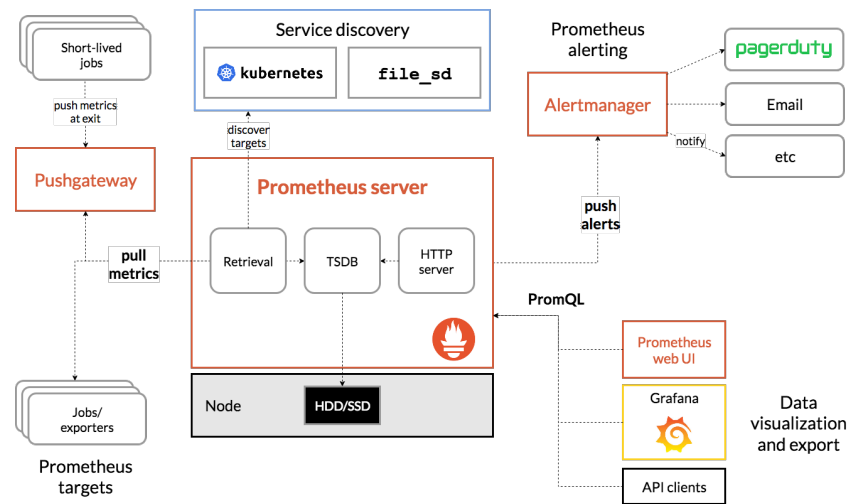 Short-lived
jobs
push metrics
at exit
Pushgateway
Service discovery
kubernetes
file_sd
discover
targets
Prometheus
alerting
Alertmanager
pagerduty
Email
notify
etc
Prometheus server
push
alerts
pull
metrics
Retrieval
TSDB
HTTP
server
PromQL
Node
HDD/SSD
Jobs/
exporters
Prometheus
targets
Prometheus
web UI
Grafana
API clients
Data
visualization
and export